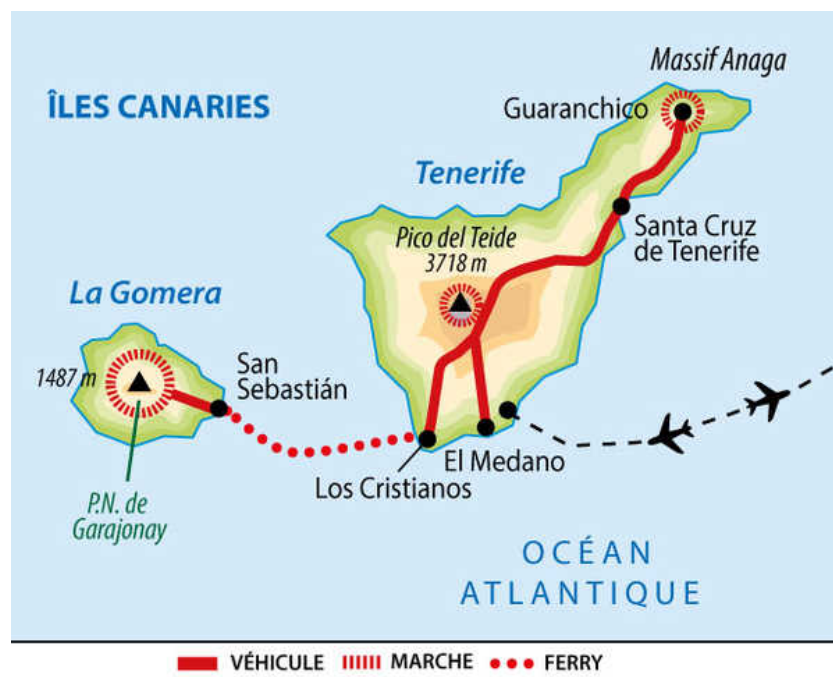 Massif Anaga
ÎLES CANARIES
Guaranchico
Tenerife
Santa Cruz
de Tenerife
Pico del Teide
3718 m
La Gomera
San
Sebastián
1487 m
El Medano
Los Cristianos
P.N. de
Garajonay
OCÉAN
ATLANTIQUE
VÉHICULE MARCHE FERRY